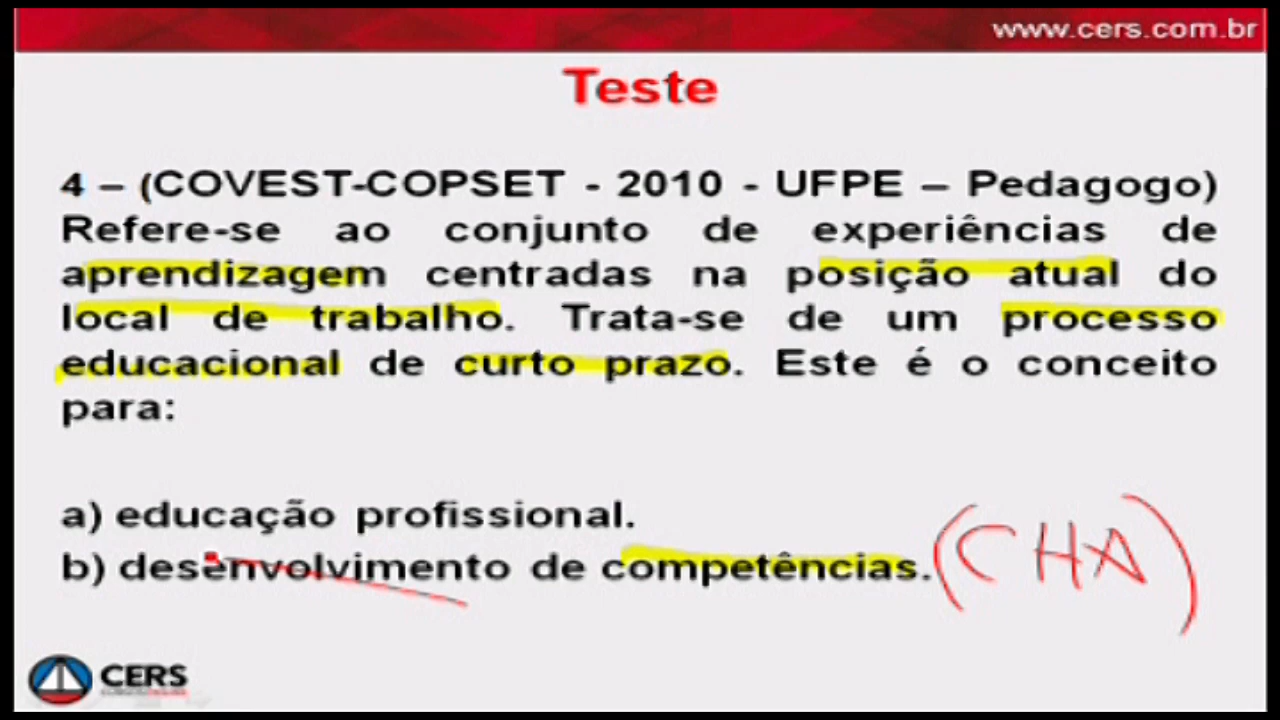 www.cers.com.br
Teste
4 – (COVEST-COPSET - 2010 - UFPE – Pedagogo)
Refere-se ao conjunto de experiências de
aprendizagem centradas na posição atual do
local de trabalho. Trata-se de um processo
educacional de curto prazo. Este é o conceito
para:
a) educação profissional.
b) desenvolvimento de competências. (CHA)
CERS